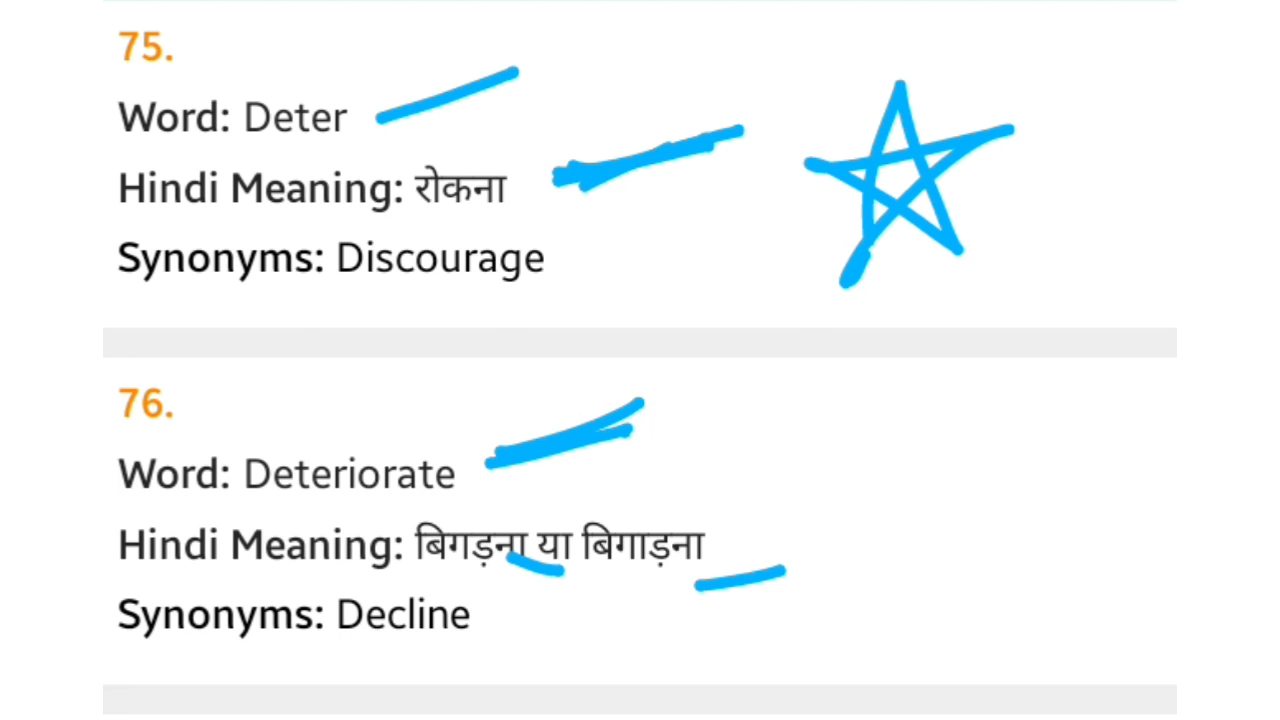 75.
Word: Deter
Hindi Meaning: रोकना
Synonyms: Discourage
76.
Word: Deteriorate
Hindi Meaning: बिगड़ना या बिगाड़ना
Synonyms: Decline